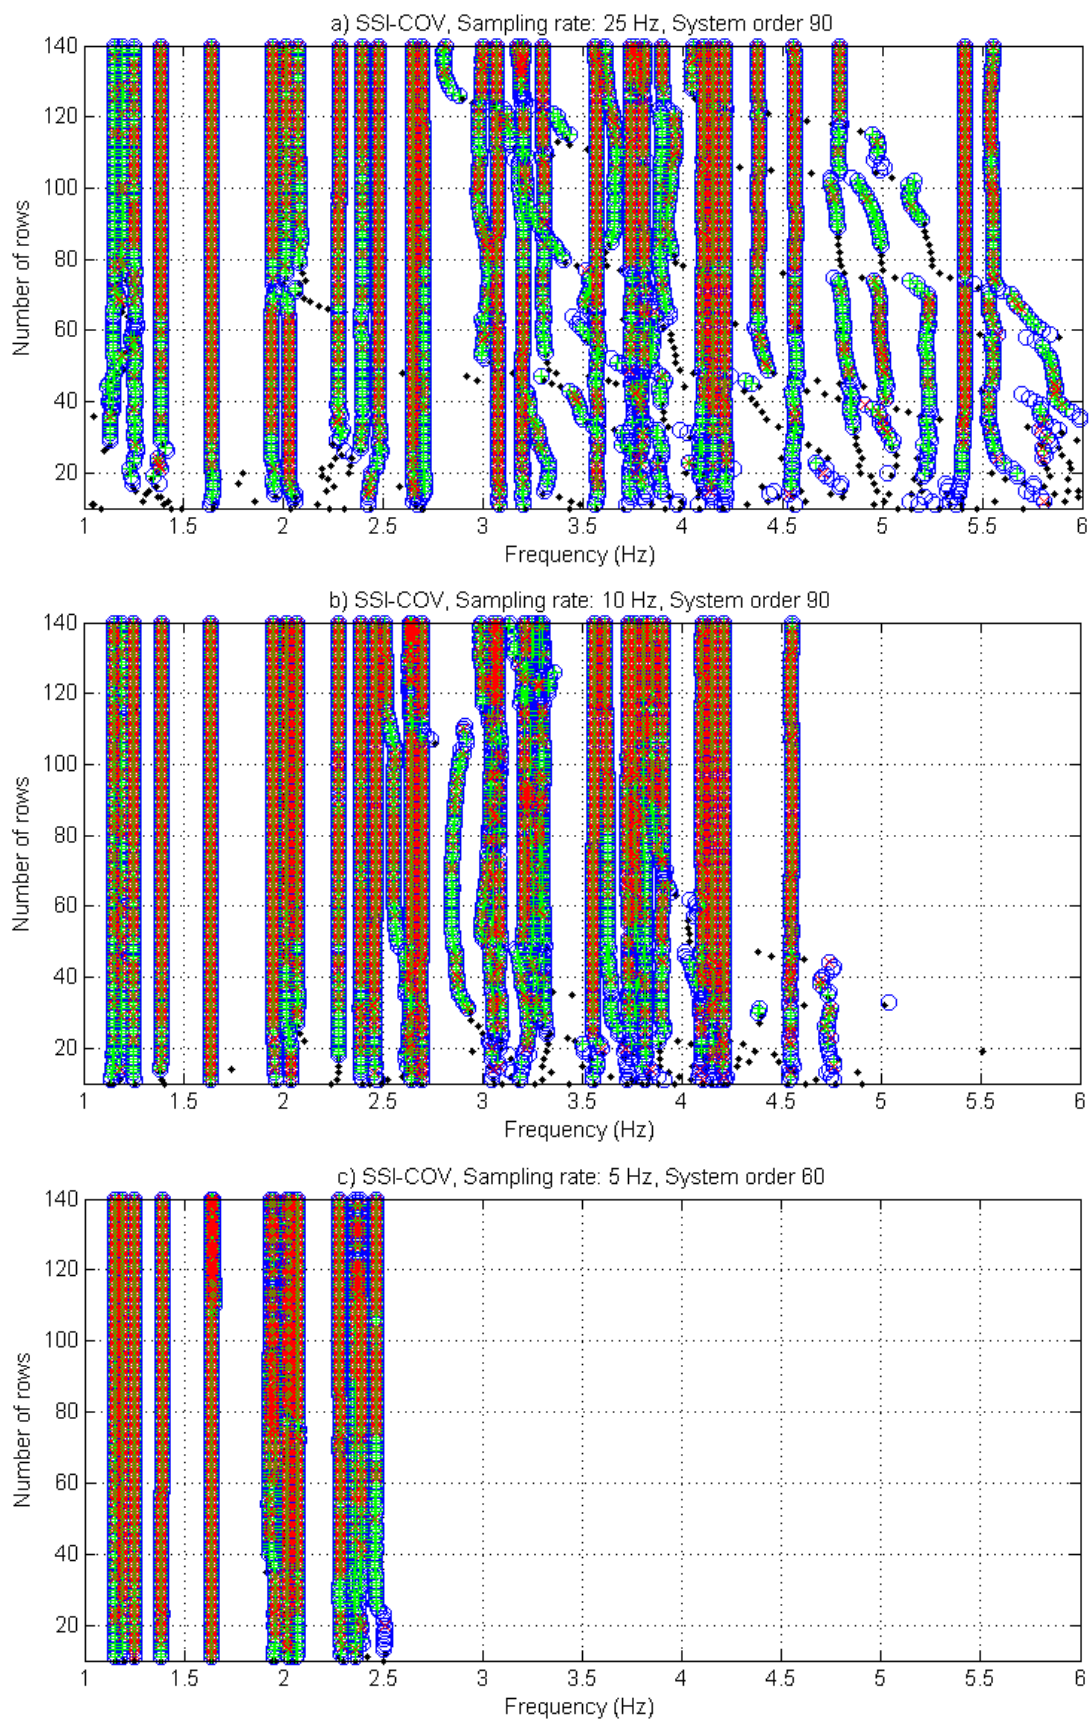 a) SSI-COV, Sampling rate: 25 Hz, System order 90
140
120
100
80
60
40
20
Number of rows
1 1.5 2 2.5 3 3.5 4 4.5 5 5.5 6
Frequency (Hz)
b) SSI-COV, Sampling rate: 10 Hz, System order 90
140
120
100
80
60
40
20
Number of rows
1 1.5 2 2.5 3 3.5 4 4.5 5 5.5 6
Frequency (Hz)
c) SSI-COV, Sampling rate: 5 Hz, System order 60
140
120
100
80
60
40
20
Number of rows
1 1.5 2 2.5 3 3.5 4 4.5 5 5.5 6
Frequency (Hz)